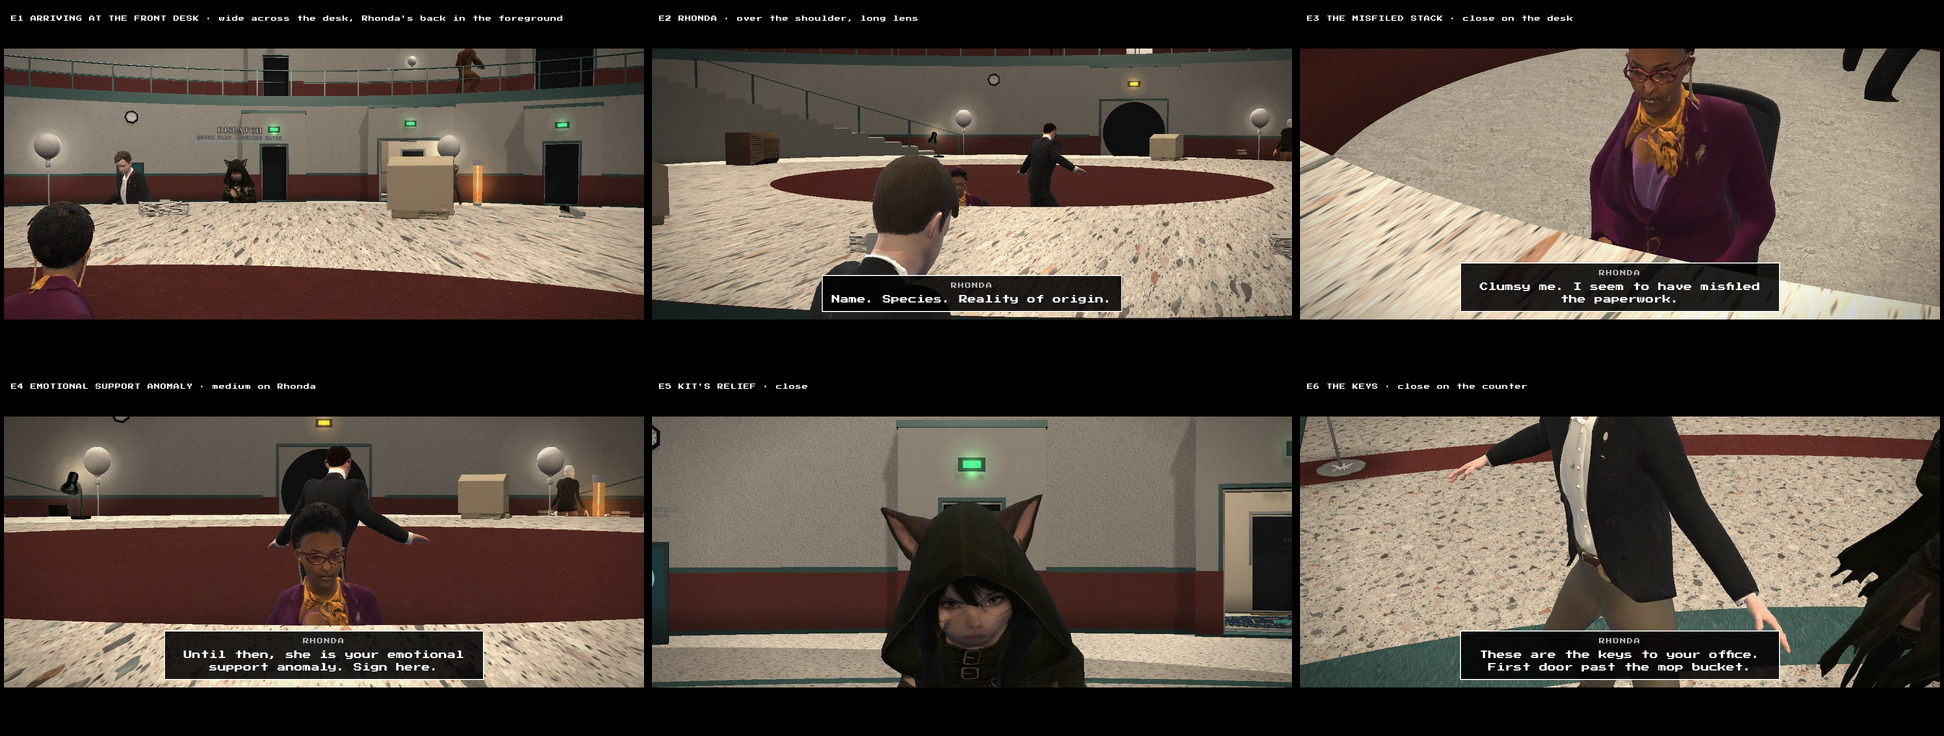 E1 ARRIVING AT THE FRONT DESK · wide across the desk, Rhonda's back in the foreground
E2 RHONDA · over the shoulder, long lens
E3 THE MISFILED STACK · close on the desk
DISPATCH
RHONDA
Name. Species. Reality of origin.
RHONDA
Clumsy me. I seem to have misfiled
the paperwork.
E4 EMOTIONAL SUPPORT ANOMALY · medium on Rhonda
E5 KIT'S RELIEF · close
E6 THE KEYS · close on the counter
RHONDA
Until then, she is your emotional
support anomaly. Sign here.
RHONDA
These are the keys to your office.
First door past the mop bucket.